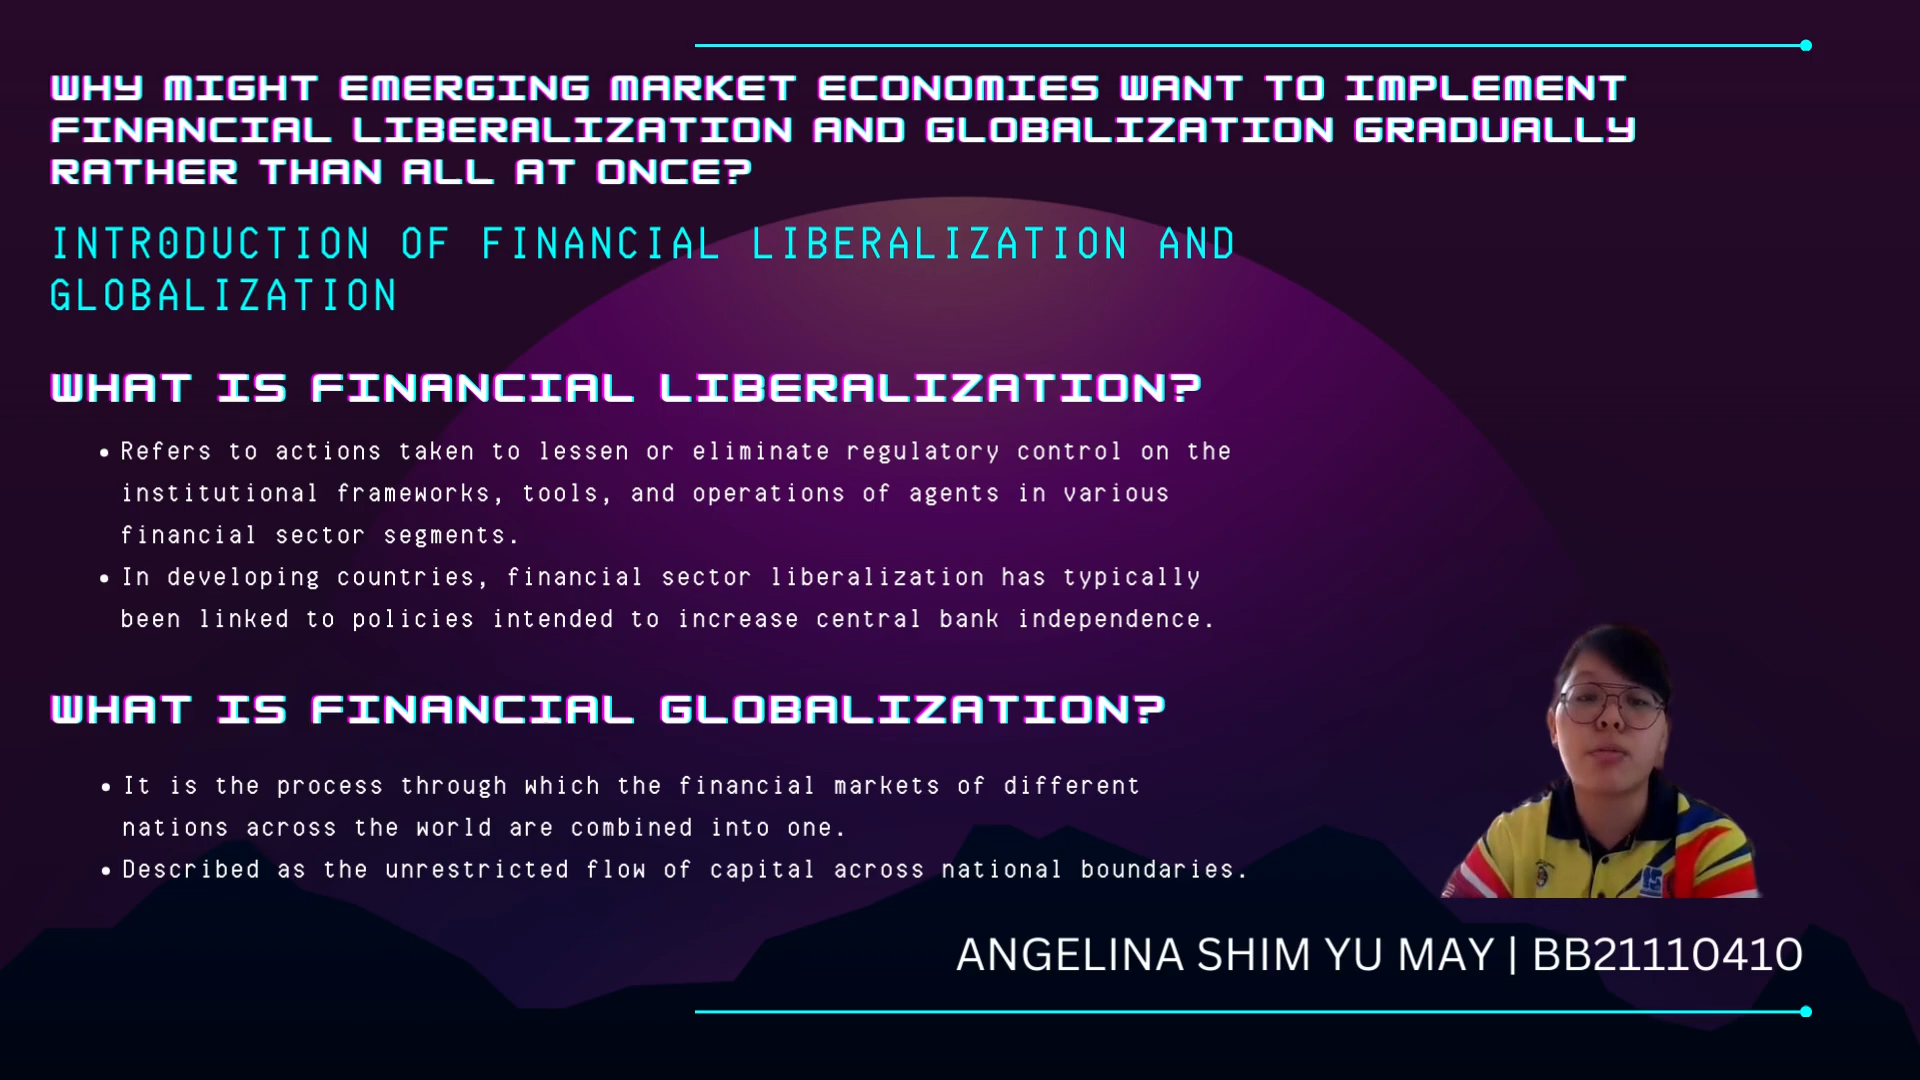 WHY MIGHT EMERGING MARKET ECONOMIES WANT TO IMPLEMENT
FINANCIAL LIBERALIZATION AND GLOBALIZATION GRADUALLY
RATHER THAN ALL AT ONCE?
INTRODUCTION OF FINANCIAL LIBERALIZATION AND
GLOBALIZATION
WHAT IS FINANCIAL LIBERALIZATION?
• Refers to actions taken to lessen or eliminate regulatory control on the
institutional frameworks, tools, and operations of agents in various
financial sector segments.
• In developing countries, financial sector liberalization has typically
been linked to policies intended to increase central bank independence.
WHAT IS FINANCIAL GLOBALIZATION?
• It is the process through which the financial markets of different
nations across the world are combined into one.
• Described as the unrestricted flow of capital across national boundaries.
ANGELINA SHIM YU MAY | BB21110410